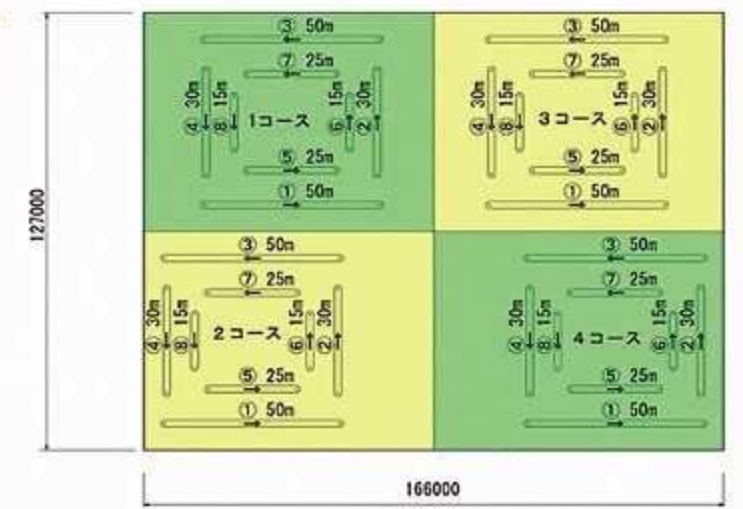 ③ 50m
⑦ 25m
④ 30m
⑧ 15m
1コース
⑥ 15m
② 30m
⑤ 25m
① 50m
③ 50m
⑦ 25m
④ 30m
⑧ 15m
3コース
⑥ 15m
② 30m
⑤ 25m
① 50m
③ 50m
⑦ 25m
④ 30m
⑧ 15m
2コース
⑥ 15m
② 30m
⑤ 25m
① 50m
③ 50m
⑦ 25m
④ 30m
⑧ 15m
4コース
⑥ 15m
② 30m
⑤ 25m
① 50m
127000
166000